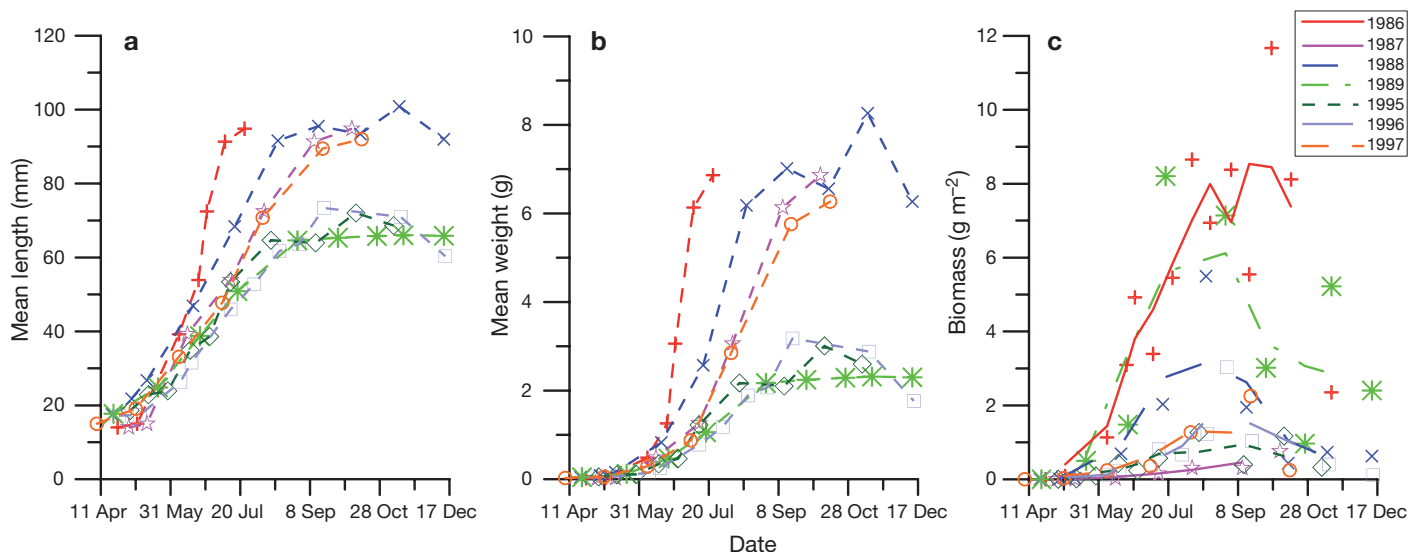 a
120
100
80
60
40
20
0
Mean length (mm)
11 Apr 31 May 20 Jul 8 Sep 28 Oct 17 Dec
b
10
8
6
4
2
0
Mean weight (g)
11 Apr 31 May 20 Jul 8 Sep 28 Oct 17 Dec
Date
c
12
10
8
6
4
2
0
Biomass (g m–2)
11 Apr 31 May 20 Jul 8 Sep 28 Oct 17 Dec
1986
1987
1988
1989
1995
1996
1997